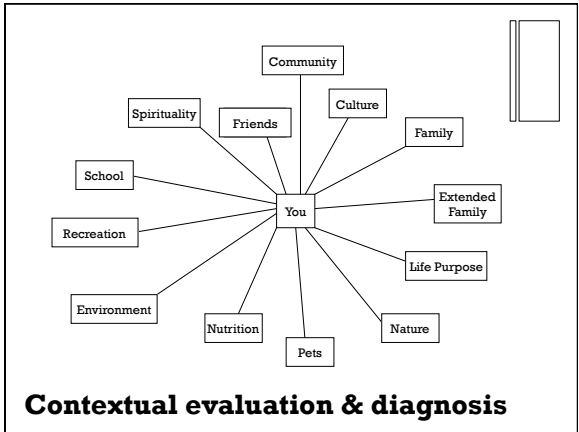 Community
Culture
Spirituality
Friends
Family
School
Extended
Family
You
Recreation
Life Purpose
Environment
Nutrition
Nature
Pets
Contextual evaluation & diagnosis